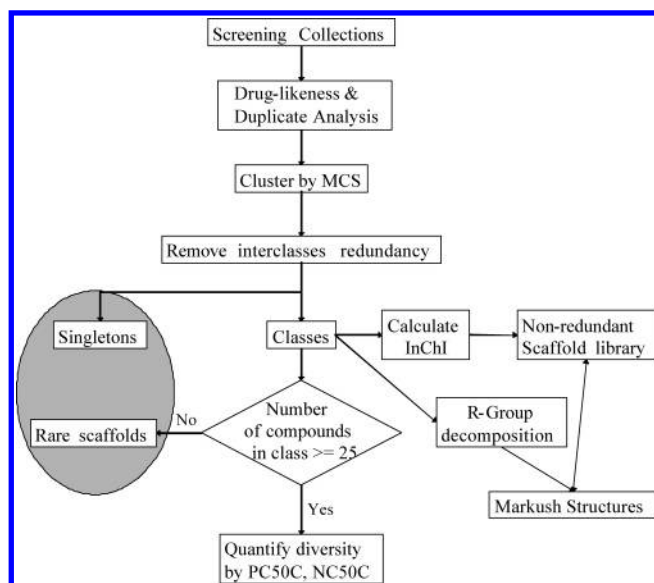 Screening Collections
Drug-likeness &
Duplicate Analysis
Cluster by MCS
Remove interclasses redundancy
Singletons
Classes
Calculate
InChI
Non-redundant
Scaffold library
Number
of compounds
in class >= 25
No
Rare scaffolds
R-Group
decomposition
Markush Structures
Yes
Quantify diversity
by PC50C, NC50C